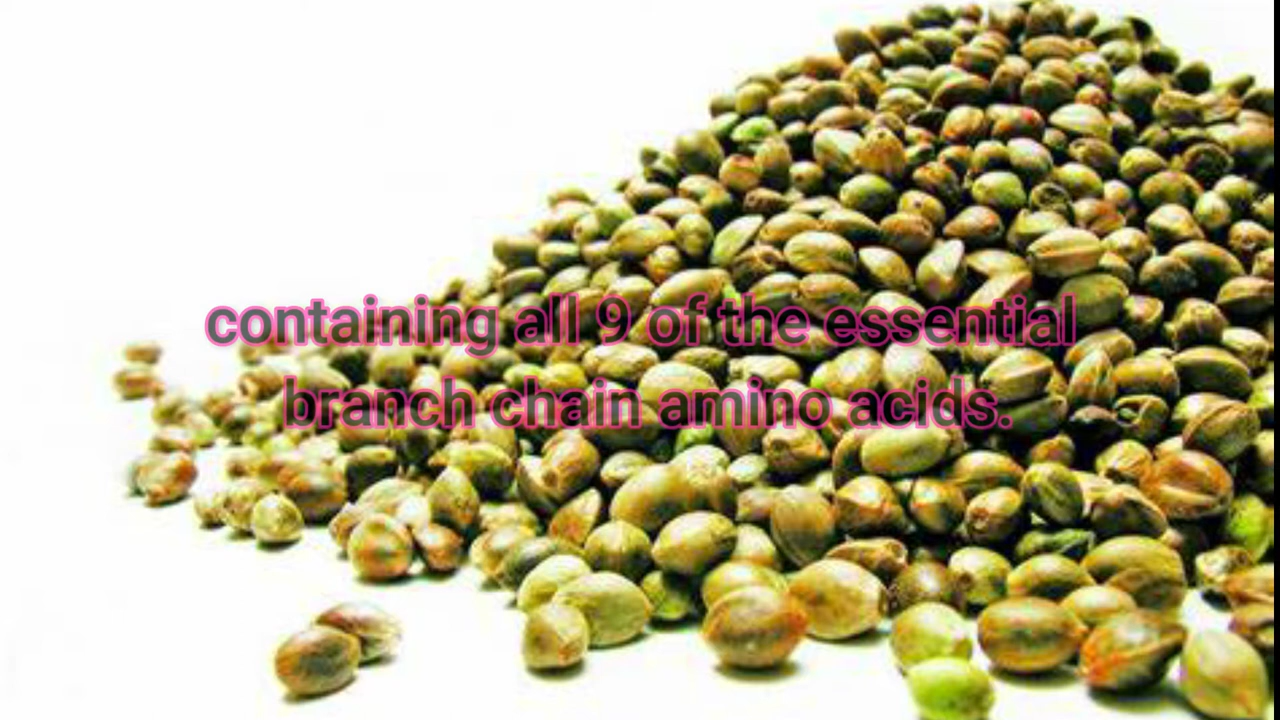 containing all 9 of the essential
branch chain amino acids.